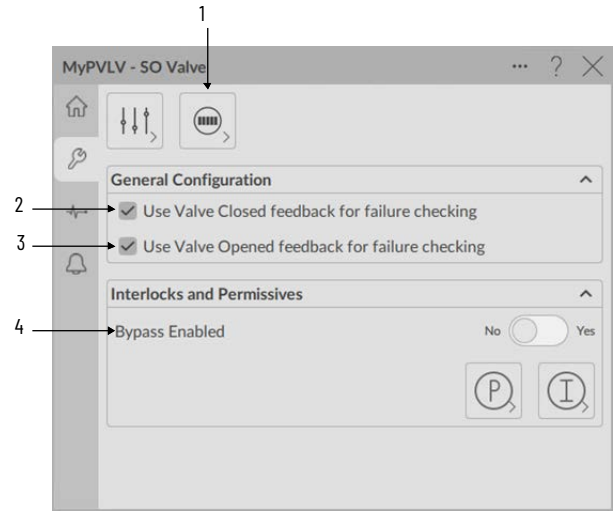 1
MyPVLV - SO Valve ... ? X
General Configuration
2 Use Valve Closed feedback for failure checking
3 Use Valve Opened feedback for failure checking
Interlocks and Permissives
4 Bypass Enabled No Yes
P I